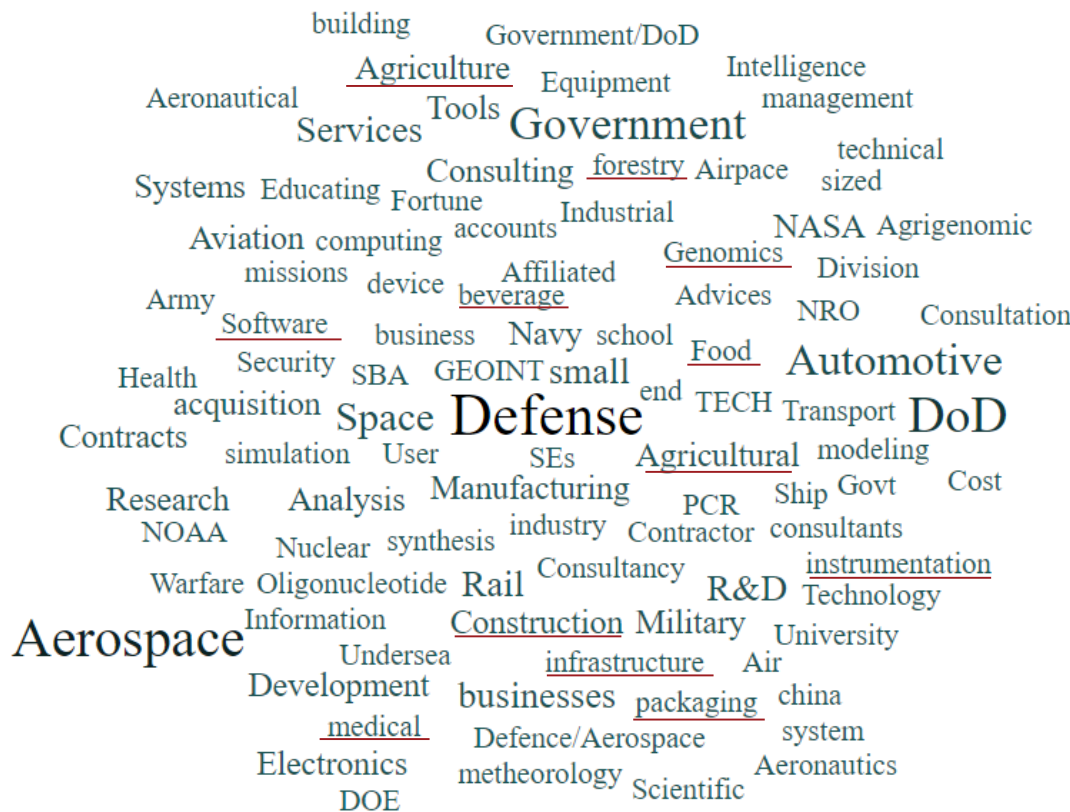 building
Government/DoD
Agriculture Equipment Intelligence
Aeronautical Tools management
Services Government
technical
Consulting forestry Airpace
Systems Educating Fortune sized
Industrial
accounts NASA Agrigenomic
Aviation computing
Genomics
missions device Affiliated Division
Army beverage Advices
NRO Consultation
Software business Navy school
Food
Security SBA GEOINT small Automotive
Health
acquisition Space Defense end TECH Transport DoD
Contracts
simulation User SEs Agricultural modeling
Research Analysis Manufacturing PCR Ship Govt Cost
NOAA Nuclear synthesis industry Contractor consultants
instrumentation
Warfare Oligonucleotide Rail Consultancy R&D Technology
Information Construction Military University
Aerospace
Undersea infrastructure Air
Development businesses packaging china
medical Defence/Aerospace system
Electronics metheorology Scientific Aeronautics
DOE